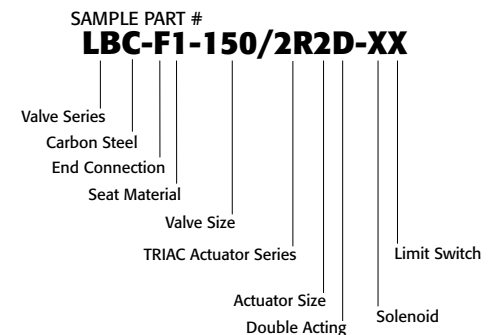 SAMPLE PART #
LBC-F1-150/2R2D-XX
Valve Series
Carbon Steel
End Connection
Seat Material
Valve Size
TRIAC Actuator Series
Limit Switch
Actuator Size
Solenoid
Double Acting